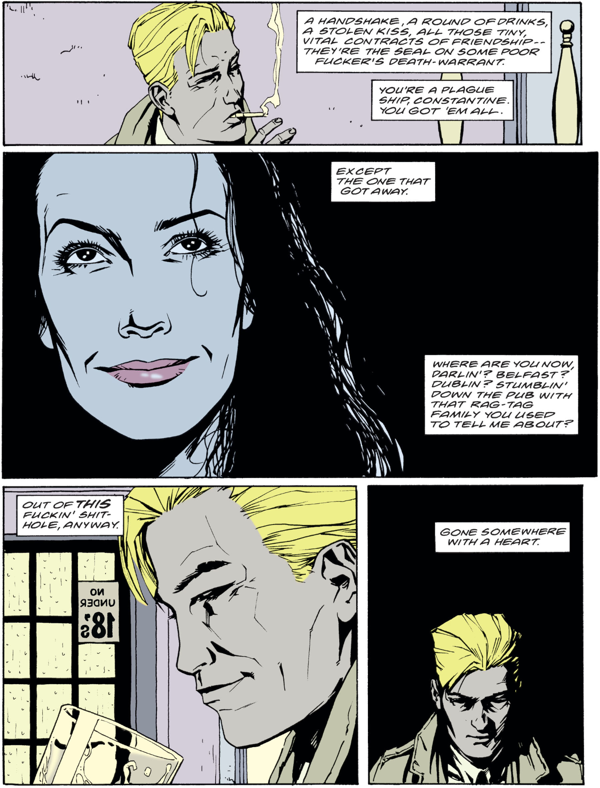 A HANDSHAKE, A ROUND OF DRINKS,
A STOLEN KISS, ALL THOSE TINY,
VITAL CONTRACTS OF FRIENDSHIP--
THEY'RE THE SEAL ON SOME POOR
FUCKER'S DEATH-WARRANT.
YOU'RE A PLAGUE
SHIP, CONSTANTINE.
YOU GOT 'EM ALL.
EXCEPT
THE ONE THAT
GOT AWAY.
WHERE ARE YOU NOW,
DARLIN'? BELFAST?
DUBLIN? STUMBLIN'
DOWN THE PUB WITH
THAT RAG-TAG
FAMILY YOU USED
TO TELL ME ABOUT?
OUT OF THIS
FUCKIN' SHIT-
HOLE, ANYWAY.
NO
UNDER
18'S
GONE SOMEWHERE
WITH A HEART.